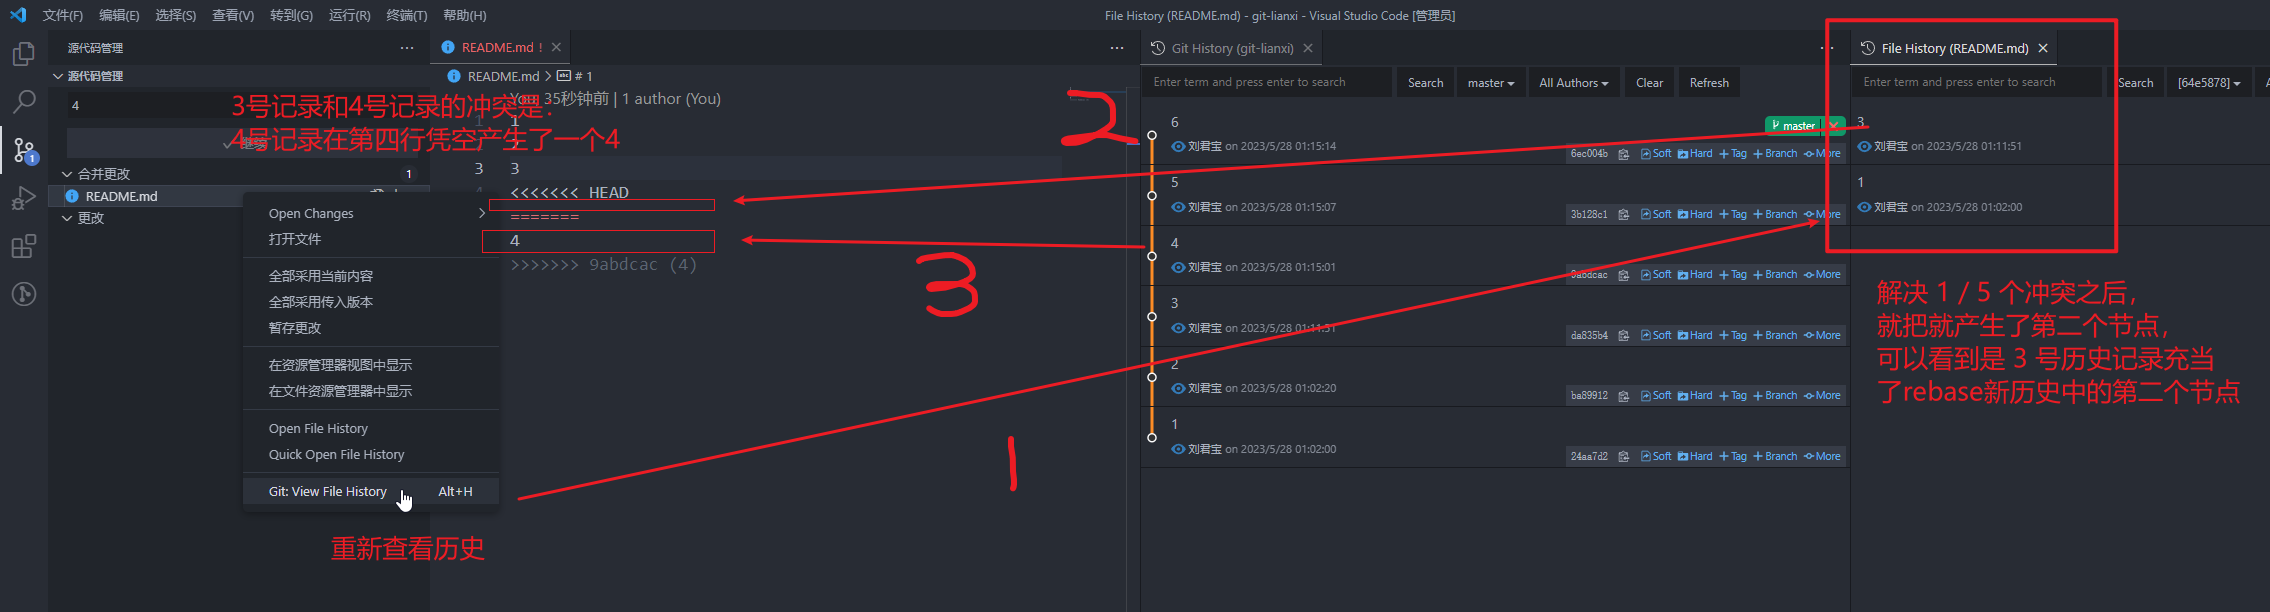 文件(F) 编辑(E) 选择(S) 查看(V) 转到(G) 运行(R) 终端(T) 帮助(H)
File History (README.md) - git-lianxi - Visual Studio Code [管理员]
源代码管理 ···
源代码管理
4
继续
合并更改 1
README.md
更改
1
Open Changes
打开文件
全部采用当前内容
全部采用传入版本
暂存更改
在资源管理器视图中显示
在文件资源管理器中显示
Open File History
Quick Open File History
Git: View File History Alt+H
重新查看历史
3号记录和4号记录的冲突是:
4号记录在第四行凭空产生了一个4
README.md ! ···
README.md > # 1
You, 35秒钟前 | 1 author (You)
1 1
2
3 3
4 <<<<<<< HEAD
=======
4
>>>>>>> 9abdcac (4)
1
2
3
Git History (git-lianxi) ···
Enter term and press enter to search Search master All Authors Clear Refresh
6 master
刘君宝 on 2023/5/28 01:15:14 6ec004b Soft Hard +Tag +Branch More
5
刘君宝 on 2023/5/28 01:15:07 3b128c1 Soft Hard +Tag +Branch More
4
刘君宝 on 2023/5/28 01:15:01 9abdcac Soft Hard +Tag +Branch More
3
刘君宝 on 2023/5/28 01:11:51 da835b4 Soft Hard +Tag +Branch More
2
刘君宝 on 2023/5/28 01:02:20 ba89912 Soft Hard +Tag +Branch More
1
刘君宝 on 2023/5/28 01:02:00 24aa7d2 Soft Hard +Tag +Branch More
File History (README.md)
Enter term and press enter to search Search [64e5878]
3
刘君宝 on 2023/5/28 01:11:51
1
刘君宝 on 2023/5/28 01:02:00
解决 1 / 5 个冲突之后，
就把就产生了第二个节点，
可以看到是 3 号历史记录充当
了rebase新历史中的第二个节点